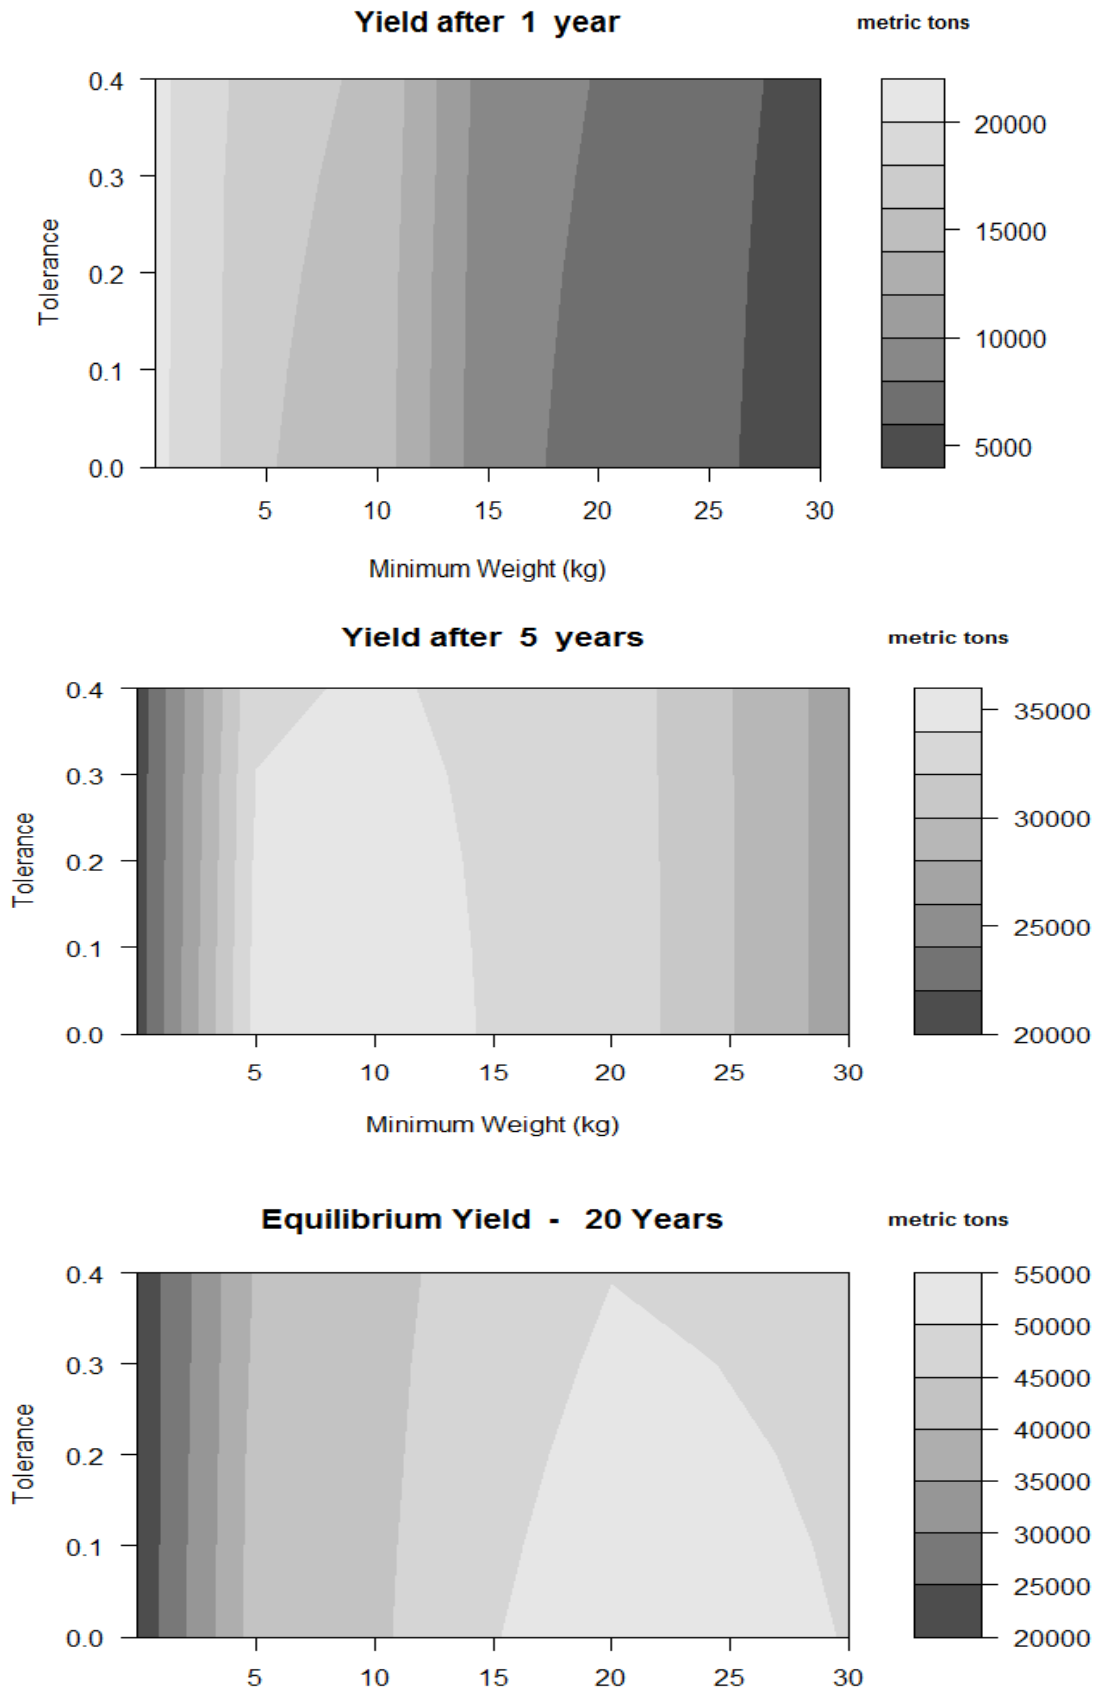 Yield after 1 year
metric tons
0.4
0.3
0.2
0.1
0.0
Tolerance
5 10 15 20 25 30
Minimum Weight (kg)
20000
15000
10000
5000
Yield after 5 years
metric tons
0.4
0.3
0.2
0.1
0.0
Tolerance
5 10 15 20 25 30
Minimum Weight (kg)
35000
30000
25000
20000
Equilibrium Yield - 20 Years
metric tons
0.4
0.3
0.2
0.1
0.0
Tolerance
5 10 15 20 25 30
55000
50000
45000
40000
35000
30000
25000
20000